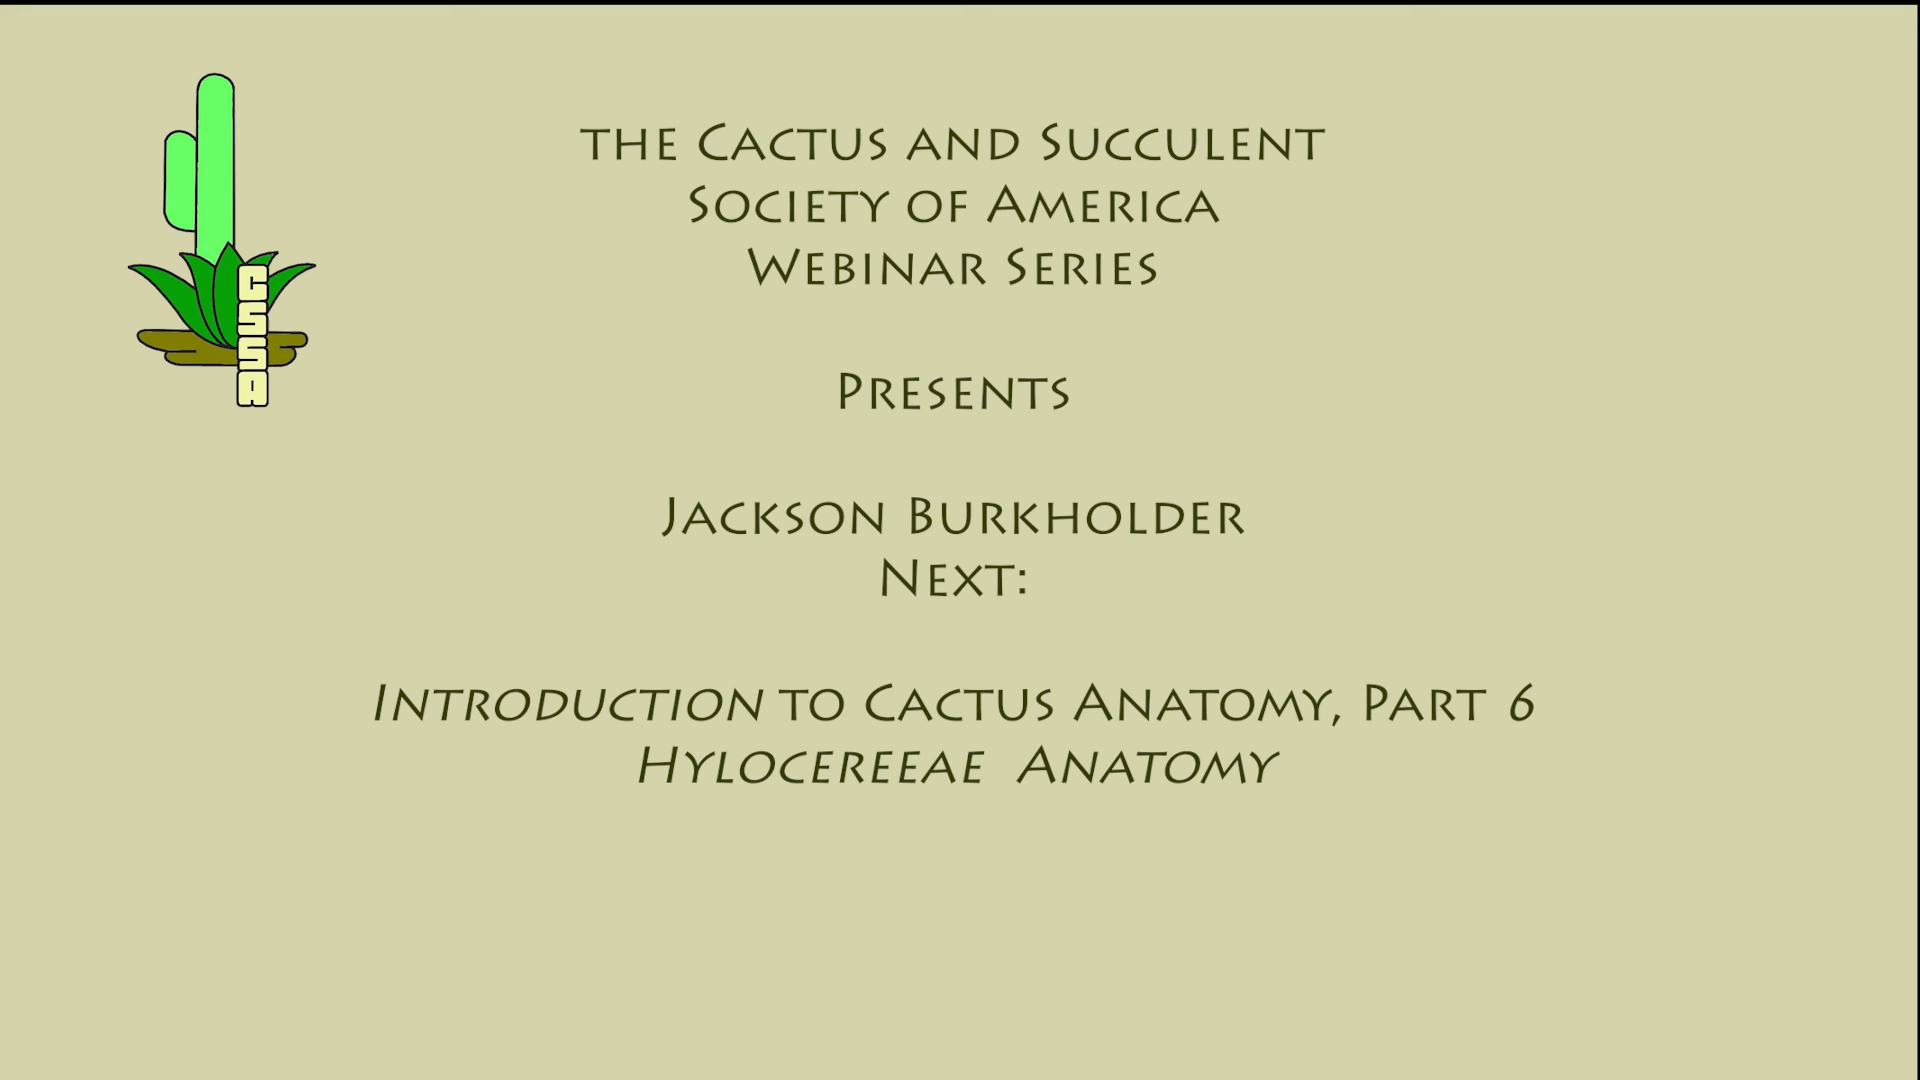 CSSA
the Cactus and Succulent
Society of America
Webinar Series
Presents
Jackson Burkholder
Next:
Introduction to Cactus Anatomy, Part 6
Hylocereeae Anatomy